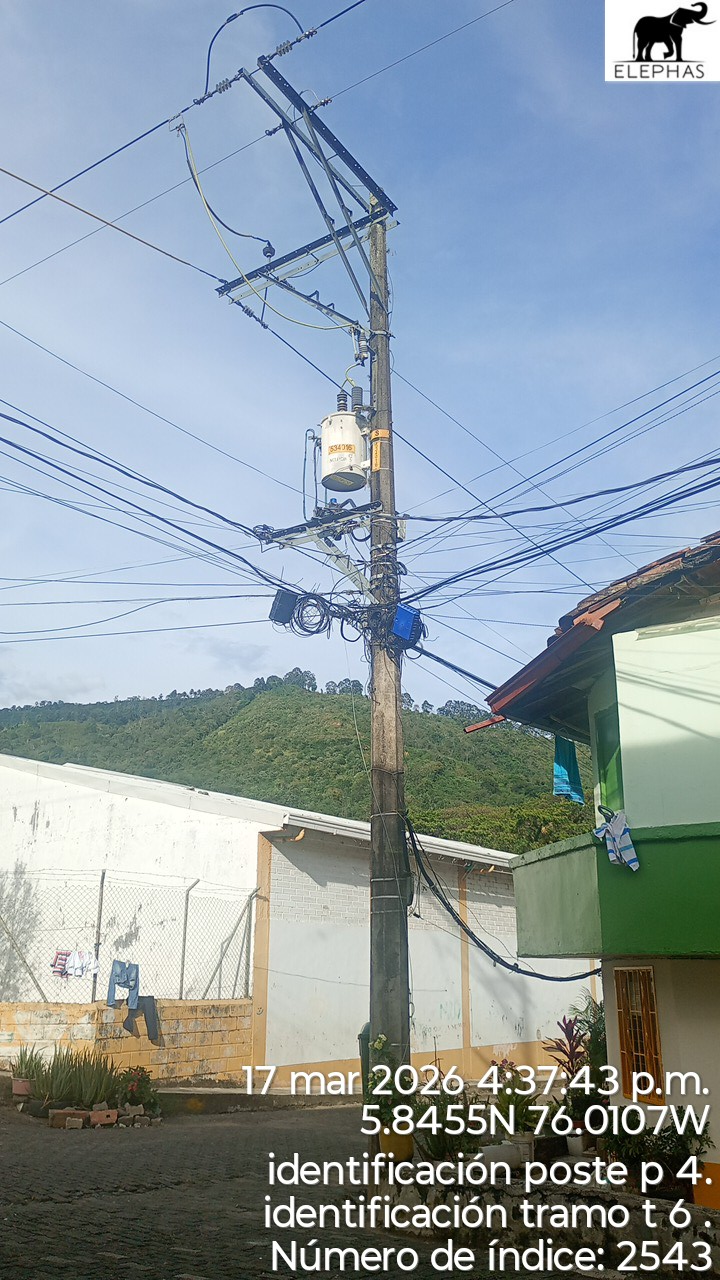 ELEPHAS
17 mar 2026 4:37:43 p.m.
5.8455N 76.0107W
identificación poste p 4.
identificación tramo t 6 .
Número de índice: 2543